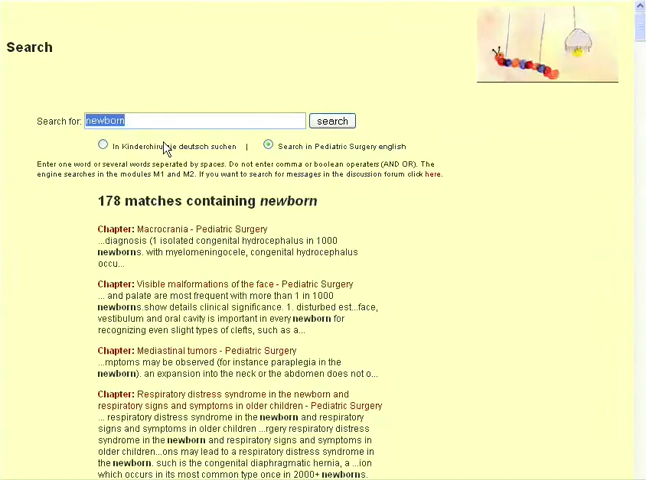 Search
Search for: newborn search
In Kinderchirurgie deutsch suchen | Search in Pediatric Surgery english
Enter one word or several words seperated by spaces. Do not enter comma or boolean operaters (AND OR). The
engine searches in the modules M1 and M2. If you want to search for messages in the discussion forum click here.
178 matches containing newborn
Chapter: Macrocrania - Pediatric Surgery
...diagnosis (1 isolated congenital hydrocephalus in 1000
newborns. with myelomeningocele, congenital hydrocephalus
occu...
Chapter: Visible malformations of the face - Pediatric Surgery
... and palate are most frequent with more than 1 in 1000
newborns.show details clinical significance. 1. disturbed est...face,
vestibulum and oral cavity is important in every newborn for
recognizing even slight types of clefts, such as a...
Chapter: Mediastinal tumors - Pediatric Surgery
...mptoms may be observed (for instance paraplegia in the
newborn). an expansion into the neck or the abdomen does not o...
Chapter: Respiratory distress syndrome in the newborn and
respiratory signs and symptoms in older children - Pediatric Surgery
... respiratory distress syndrome in the newborn and respiratory
signs and symptoms in older children ...rgery respiratory distress
syndrome in the newborn and respiratory signs and symptoms in
older children...ons may lead to a respiratory distress syndrome in
the newborn. such is the congenital diaphragmatic hernia, a ...ion
which occurs in its most common type once in 2000+ newborns.